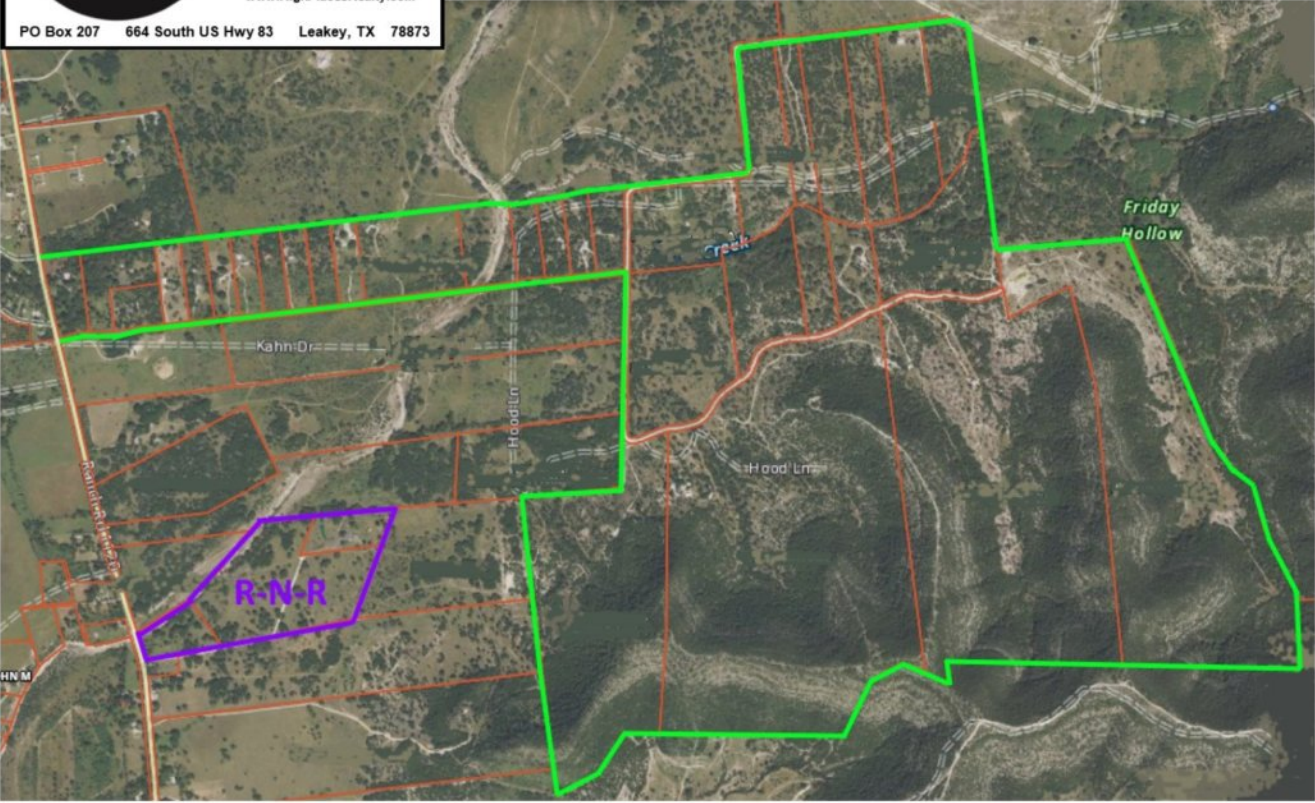 PO Box 207 664 South US Hwy 83 Leakey, TX 78873
Friday
Hollow
Creek
Kahn Dr
Hood Ln
Hood Ln
R-N-R
HN M